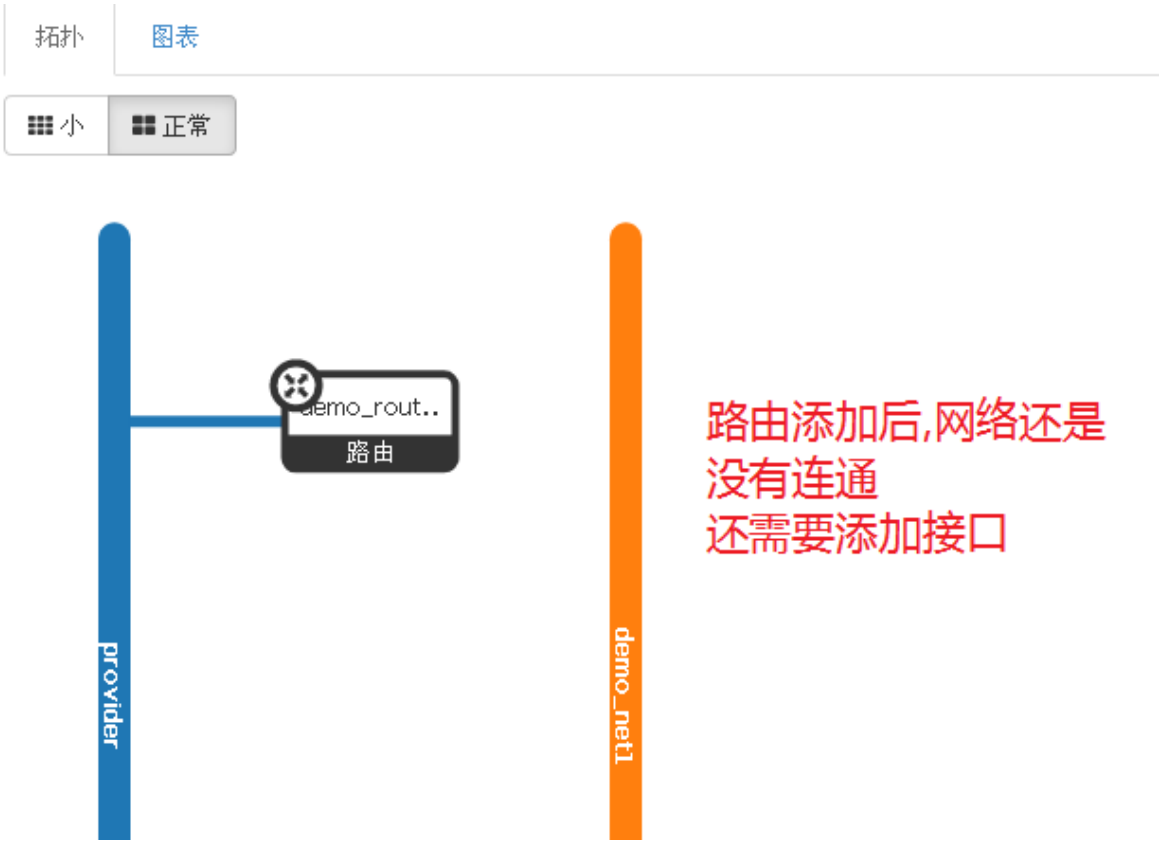 拓扑
图表
小
正常
demo_rout..
路由
路由添加后,网络还是
没有连通
还需要添加接口
provider
demo_net1